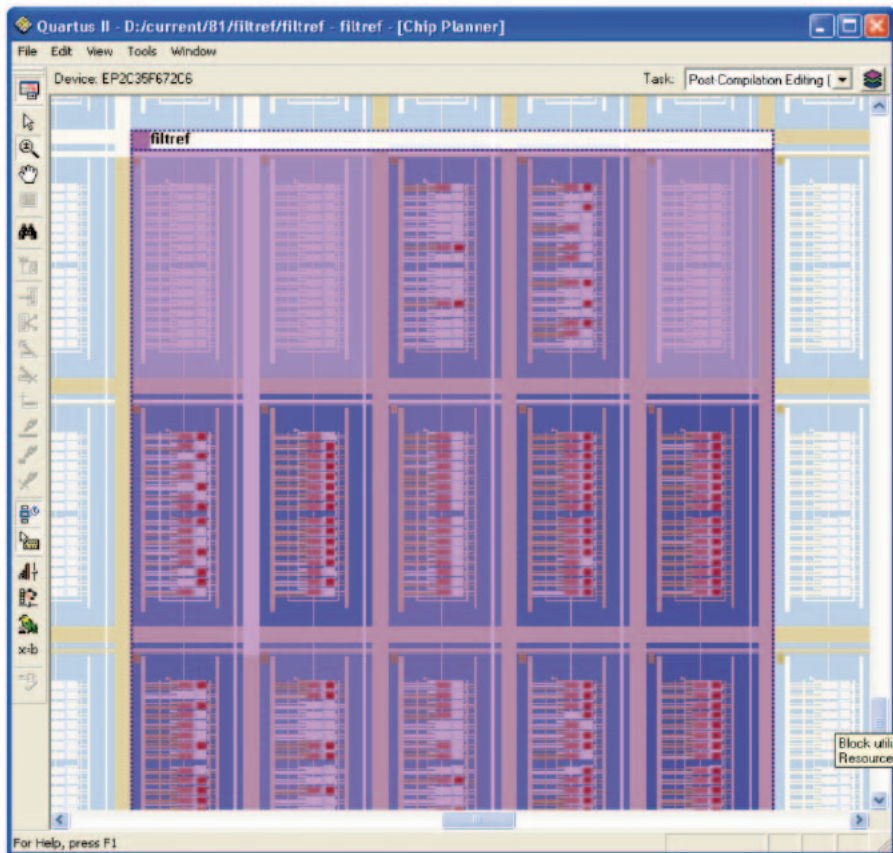 Quartus II - D:/current/81/filtref/filtref - filtref - [Chip Planner]
File Edit View Tools Window
Device: EP2C35F672C6
Task: Post-Compilation Editing (
filtref
x=b
Block utili
Resource
For Help, press F1